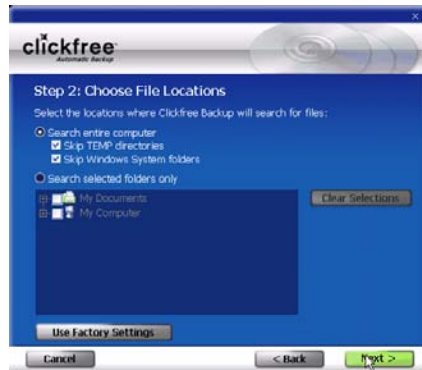 clickfree
Automatic Backup
Step 2: Choose File Locations
Select the locations where Clickfree Backup will search for files:
Search entire computer
Skip TEMP directories
Skip Windows System folders
Search selected folders only
My Documents
My Computer
Clear Selections
Use Factory Settings
Cancel
< Back
Next >